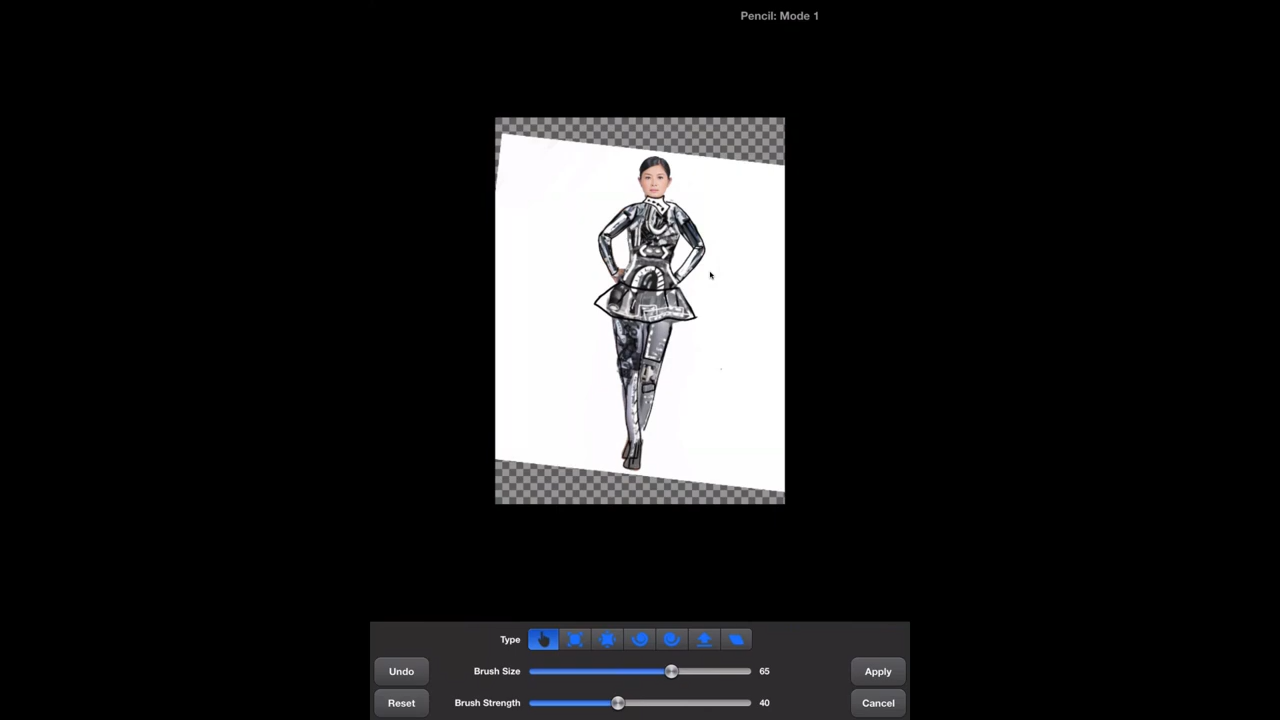 Pencil: Mode 1
Type
Undo
Brush Size
65
Apply
Reset
Brush Strength
40
Cancel